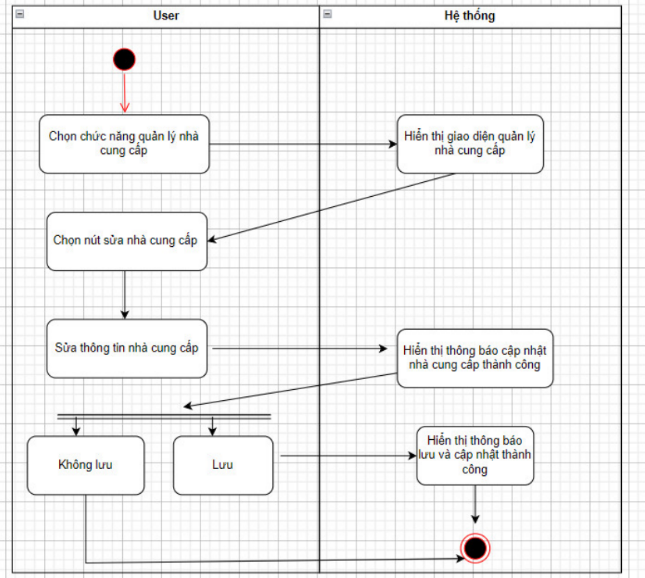 User
Hệ thống
Chọn chức năng quản lý nhà
cung cấp
Hiển thị giao diện quản lý
nhà cung cấp
Chọn nút sửa nhà cung cấp
Sửa thông tin nhà cung cấp
Hiển thị thông báo cập nhật
nhà cung cấp thành công
Không lưu
Lưu
Hiển thị thông báo
lưu và cập nhật thành
công